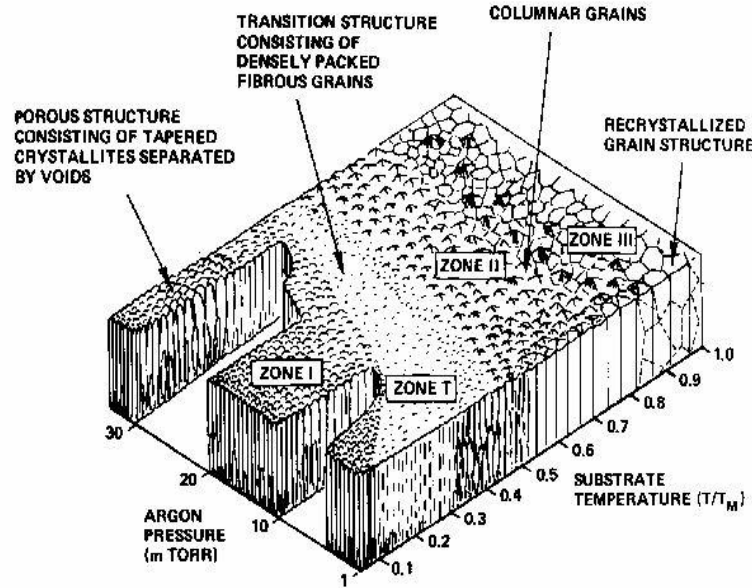 TRANSITION STRUCTURE
CONSISTING OF
DENSELY PACKED
FIBROUS GRAINS
COLUMNAR GRAINS
POROUS STRUCTURE
CONSISTING OF TAPERED
CRYSTALLITES SEPARATED
BY VOIDS
RECRYSTALLIZED
GRAIN STRUCTURE
ZONE III
ZONE II
ZONE I
ZONE T
30
20
10
1
ARGON
PRESSURE
(m TORR)
0.1
0.2
0.3
0.4
0.5
0.6
0.7
0.8
0.9
1.0
SUBSTRATE
TEMPERATURE (T/T_M)